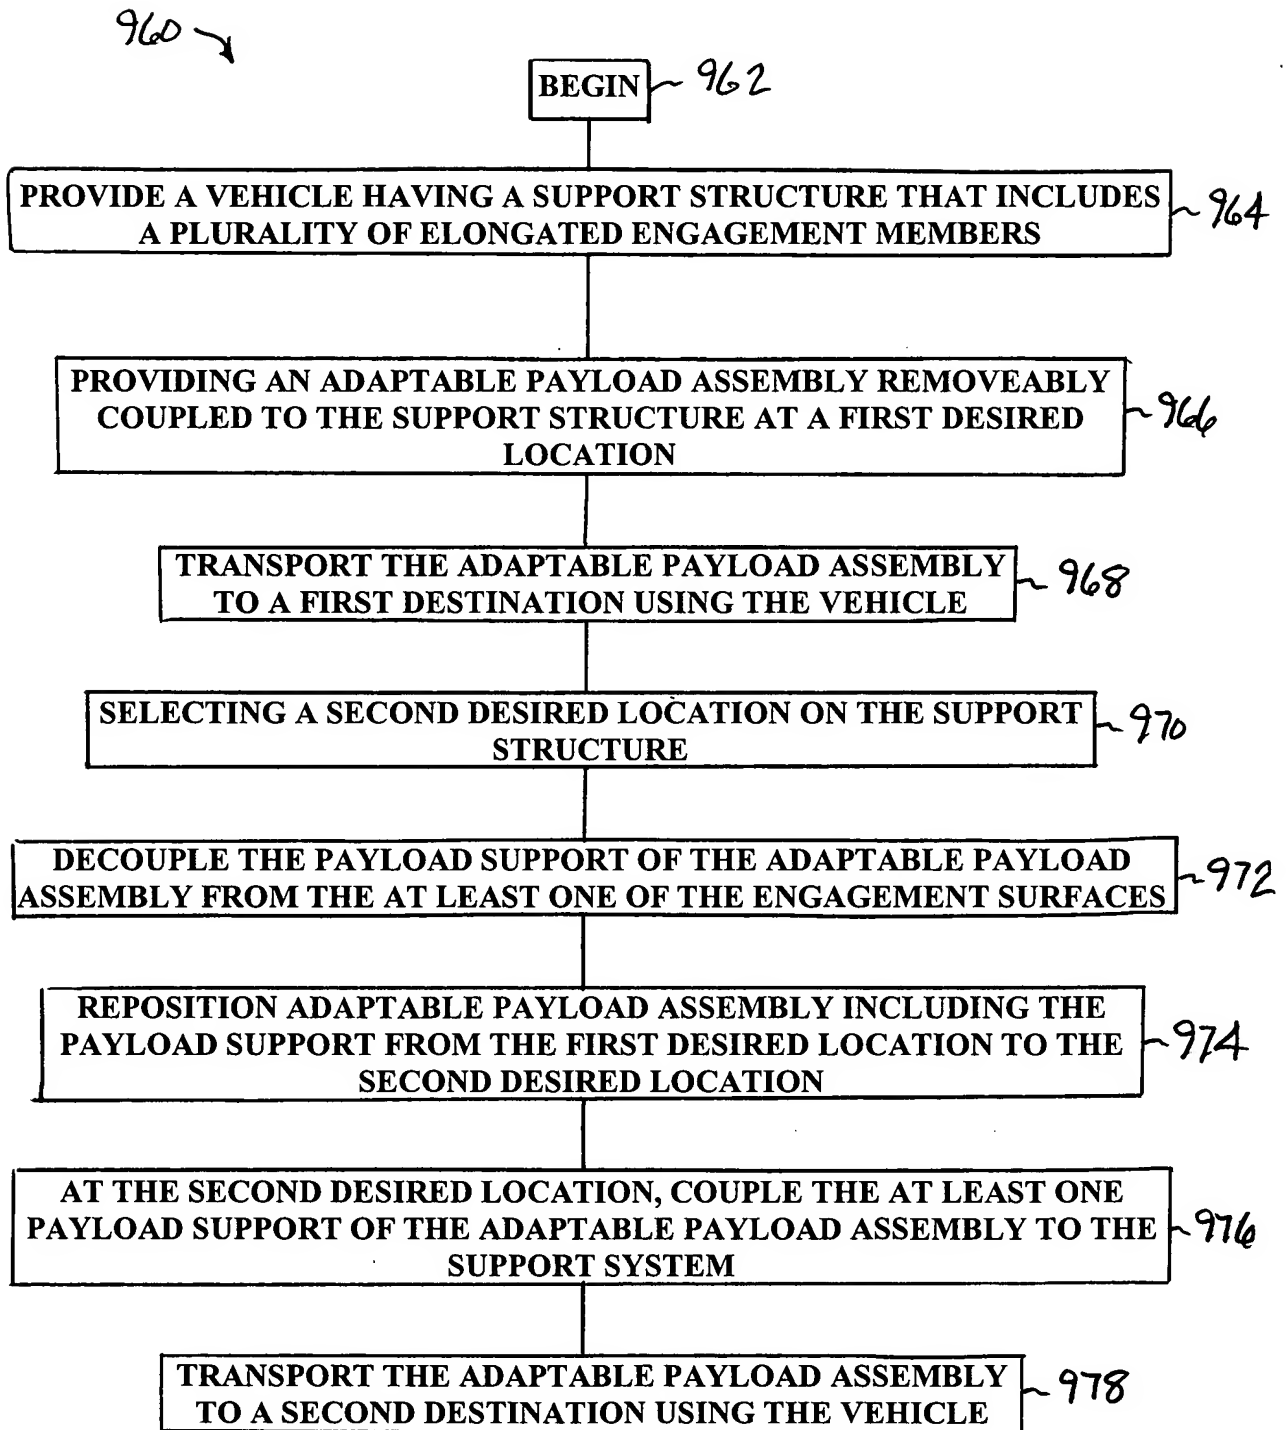 960
BEGIN 962
PROVIDE A VEHICLE HAVING A SUPPORT STRUCTURE THAT INCLUDES
A PLURALITY OF ELONGATED ENGAGEMENT MEMBERS
964
PROVIDING AN ADAPTABLE PAYLOAD ASSEMBLY REMOVEABLY
COUPLED TO THE SUPPORT STRUCTURE AT A FIRST DESIRED
LOCATION
966
TRANSPORT THE ADAPTABLE PAYLOAD ASSEMBLY
TO A FIRST DESTINATION USING THE VEHICLE
968
SELECTING A SECOND DESIRED LOCATION ON THE SUPPORT
STRUCTURE
970
DECOUPLE THE PAYLOAD SUPPORT OF THE ADAPTABLE PAYLOAD
ASSEMBLY FROM THE AT LEAST ONE OF THE ENGAGEMENT SURFACES
972
REPOSITION ADAPTABLE PAYLOAD ASSEMBLY INCLUDING THE
PAYLOAD SUPPORT FROM THE FIRST DESIRED LOCATION TO THE
SECOND DESIRED LOCATION
974
AT THE SECOND DESIRED LOCATION, COUPLE THE AT LEAST ONE
PAYLOAD SUPPORT OF THE ADAPTABLE PAYLOAD ASSEMBLY TO THE
SUPPORT SYSTEM
976
TRANSPORT THE ADAPTABLE PAYLOAD ASSEMBLY
TO A SECOND DESTINATION USING THE VEHICLE
978